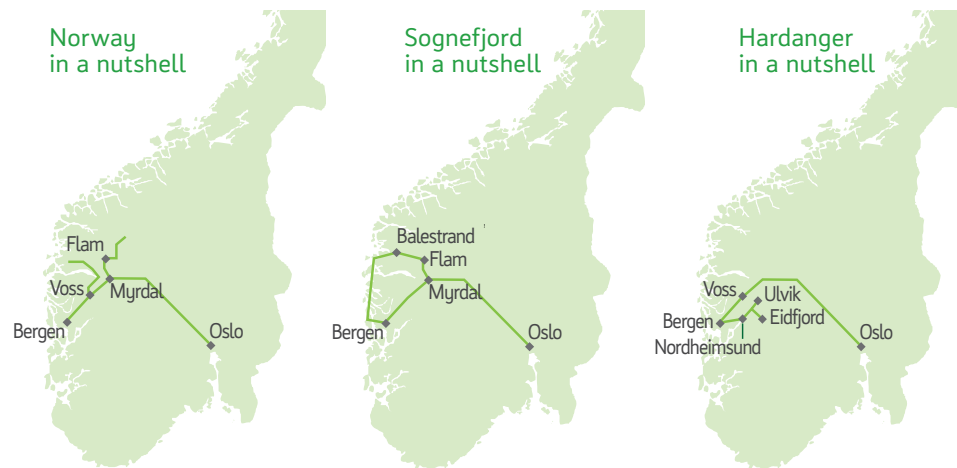 Norway
in a nutshell
Flam
Voss
Myrdal
Bergen
Oslo
Sognefjord
in a nutshell
Balestrand
Flam
Myrdal
Bergen
Oslo
Hardanger
in a nutshell
Voss
Ulvik
Bergen
Eidfjord
Nordheimsund
Oslo